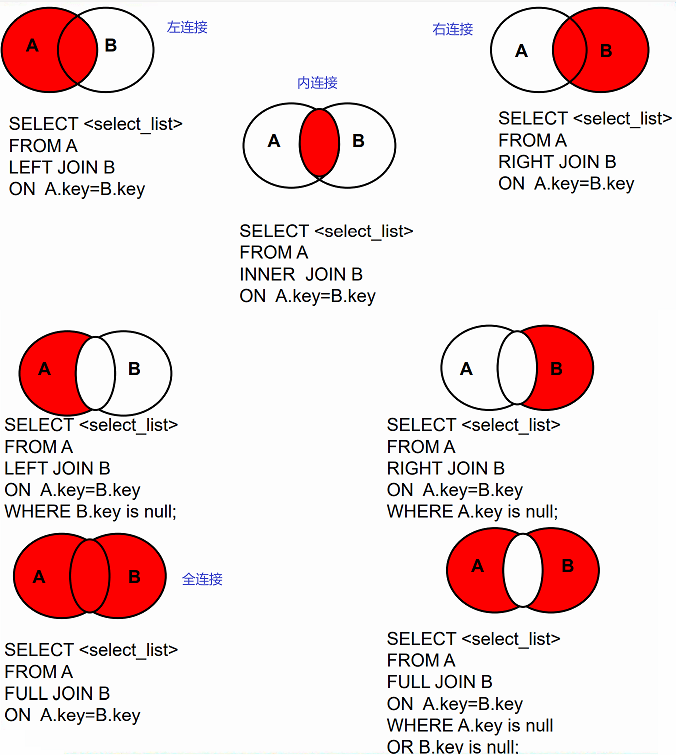 A B
左连接
SELECT <select_list>
FROM A
LEFT JOIN B
ON A.key=B.key
内连接
A B
SELECT <select_list>
FROM A
INNER JOIN B
ON A.key=B.key
右连接
A B
SELECT <select_list>
FROM A
RIGHT JOIN B
ON A.key=B.key
A B
SELECT <select_list>
FROM A
LEFT JOIN B
ON A.key=B.key
WHERE B.key is null;
A B
SELECT <select_list>
FROM A
RIGHT JOIN B
ON A.key=B.key
WHERE A.key is null;
A B
全连接
SELECT <select_list>
FROM A
FULL JOIN B
ON A.key=B.key
A B
SELECT <select_list>
FROM A
FULL JOIN B
ON A.key=B.key
WHERE A.key is null
OR B.key is null;